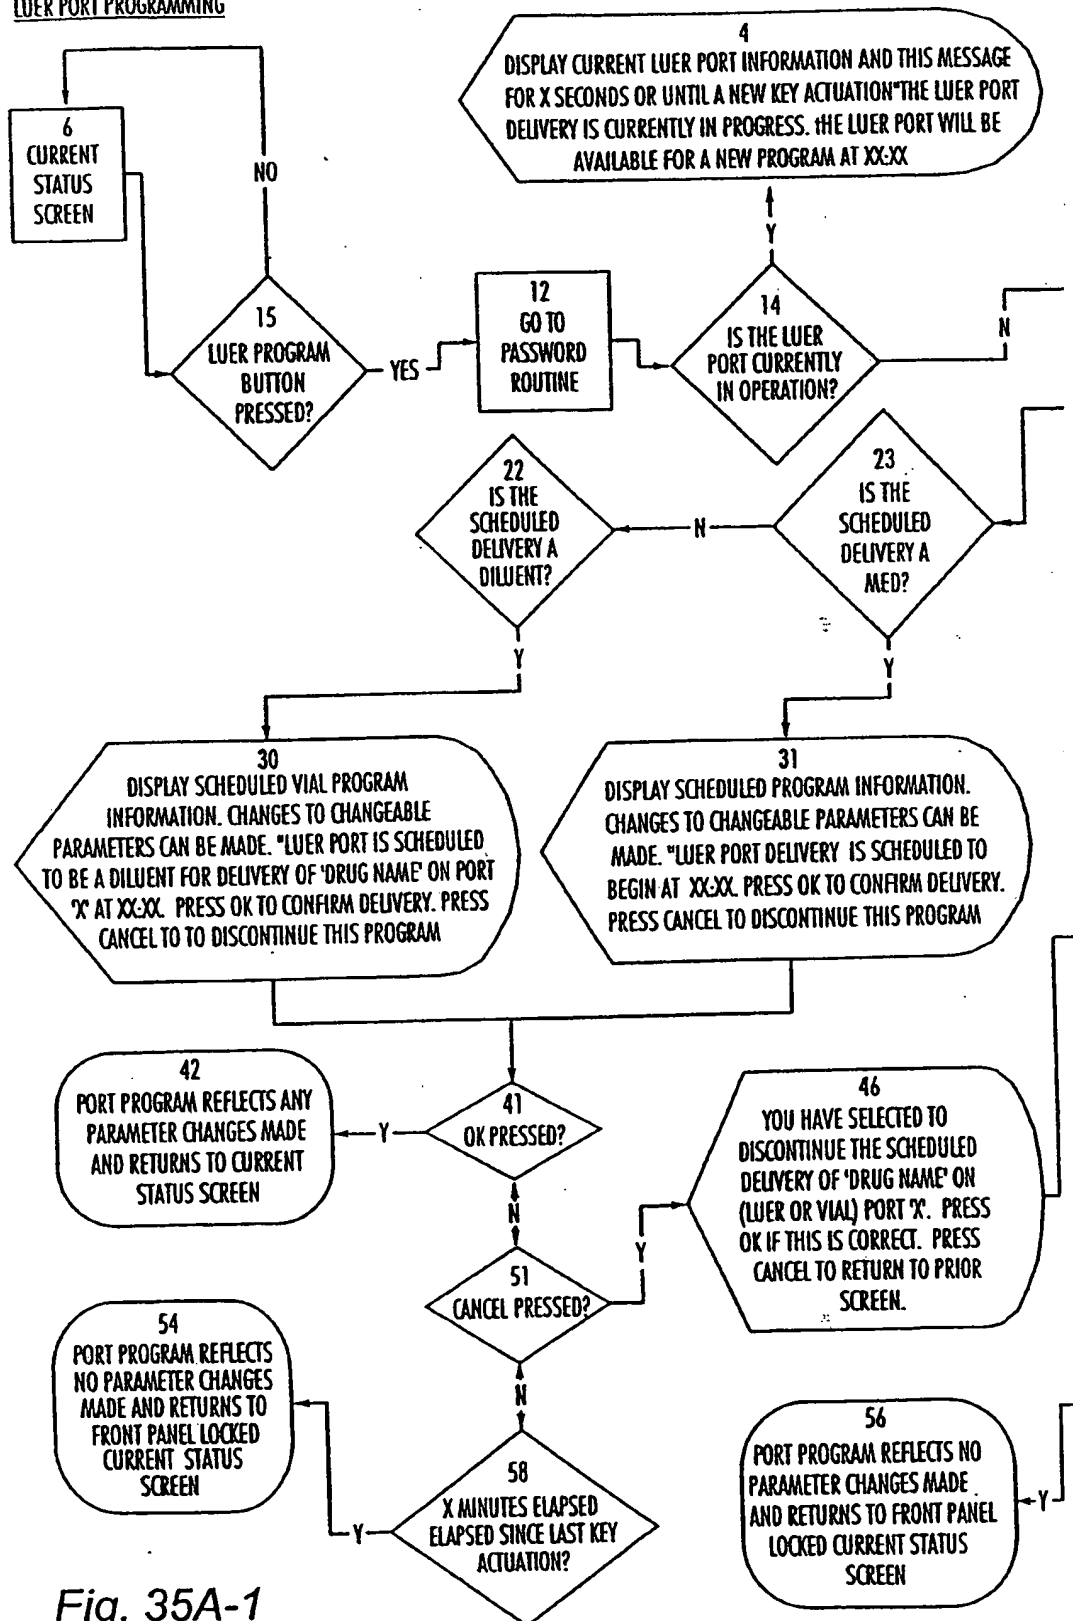 LUER PORT PROGRAMMING
4
DISPLAY CURRENT LUER PORT INFORMATION AND THIS MESSAGE
FOR X SECONDS OR UNTIL A NEW KEY ACTUATION"THE LUER PORT
DELIVERY IS CURRENTLY IN PROGRESS. tHE LUER PORT WILL BE
AVAILABLE FOR A NEW PROGRAM AT XX:XX
6
CURRENT
STATUS
SCREEN
NO
Y
15
LUER PROGRAM
BUTTON
PRESSED?
YES
12
GO TO
PASSWORD
ROUTINE
14
IS THE LUER
PORT CURRENTLY
IN OPERATION?
N
22
IS THE
SCHEDULED
DELIVERY A
DILUENT?
N
23
IS THE
SCHEDULED
DELIVERY A
MED?
Y
Y
30
DISPLAY SCHEDULED VIAL PROGRAM
INFORMATION. CHANGES TO CHANGEABLE
PARAMETERS CAN BE MADE. "LUER PORT IS SCHEDULED
TO BE A DILUENT FOR DELIVERY OF 'DRUG NAME' ON PORT
'X' AT XX:XX. PRESS OK TO CONFIRM DELIVERY. PRESS
CANCEL TO TO DISCONTINUE THIS PROGRAM
31
DISPLAY SCHEDULED PROGRAM INFORMATION.
CHANGES TO CHANGEABLE PARAMETERS CAN BE
MADE. "LUER PORT DELIVERY IS SCHEDULED TO
BEGIN AT XX:XX. PRESS OK TO CONFIRM DELIVERY.
PRESS CANCEL TO DISCONTINUE THIS PROGRAM
42
PORT PROGRAM REFLECTS ANY
PARAMETER CHANGES MADE
AND RETURNS TO CURRENT
STATUS SCREEN
Y
41
OK PRESSED?
N
46
YOU HAVE SELECTED TO
DISCONTINUE THE SCHEDULED
DELIVERY OF 'DRUG NAME' ON
(LUER OR VIAL) PORT 'X'. PRESS
OK IF THIS IS CORRECT. PRESS
CANCEL TO RETURN TO PRIOR
SCREEN.
51
CANCEL PRESSED?
Y
N
54
PORT PROGRAM REFLECTS
NO PARAMETER CHANGES
MADE AND RETURNS TO
FRONT PANEL LOCKED
CURRENT STATUS
SCREEN
Y
58
X MINUTES ELAPSED
ELAPSED SINCE LAST KEY
ACTUATION?
56
PORT PROGRAM REFLECTS NO
PARAMETER CHANGES MADE
AND RETURNS TO FRONT PANEL
LOCKED CURRENT STATUS
SCREEN
Y
Fig. 35A-1